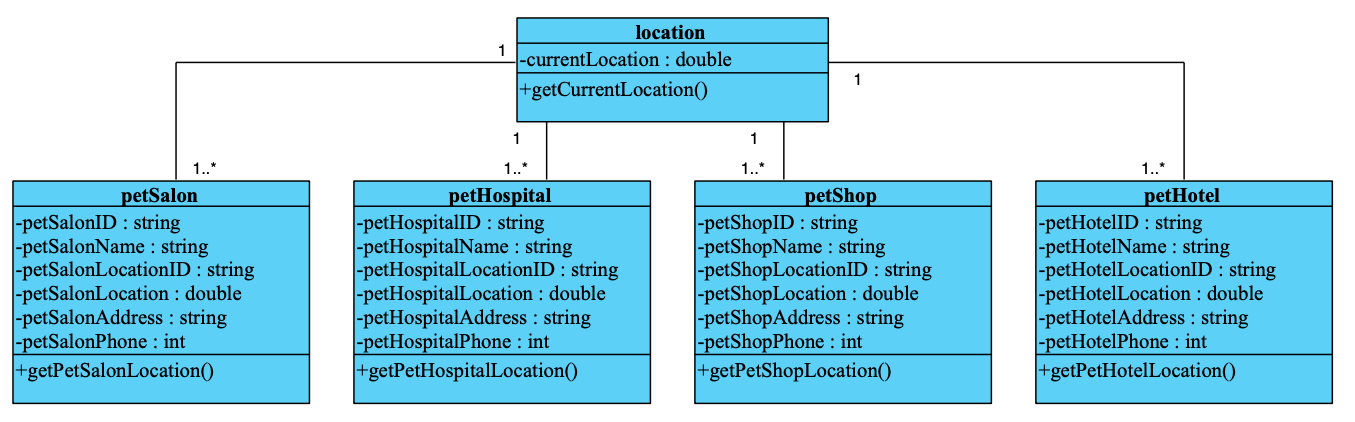 location
-currentLocation : double
+getCurrentLocation()
1
1
1
1
1..*
1..*
1..*
1..*
petSalon
-petSalonID : string
-petSalonName : string
-petSalonLocationID : string
-petSalonLocation : double
-petSalonAddress : string
-petSalonPhone : int
+getPetSalonLocation()
petHospital
-petHospitalID : string
-petHospitalName : string
-petHospitalLocationID : string
-petHospitalLocation : double
-petHospitalAddress : string
-petHospitalPhone : int
+getPetHospitalLocation()
petShop
-petShopID : string
-petShopName : string
-petShopLocationID : string
-petShopLocation : double
-petShopAddress : string
-petShopPhone : int
+getPetShopLocation()
petHotel
-petHotelID : string
-petHotelName : string
-petHotelLocationID : string
-petHotelLocation : double
-petHotelAddress : string
-petHotelPhone : int
+getPetHotelLocation()